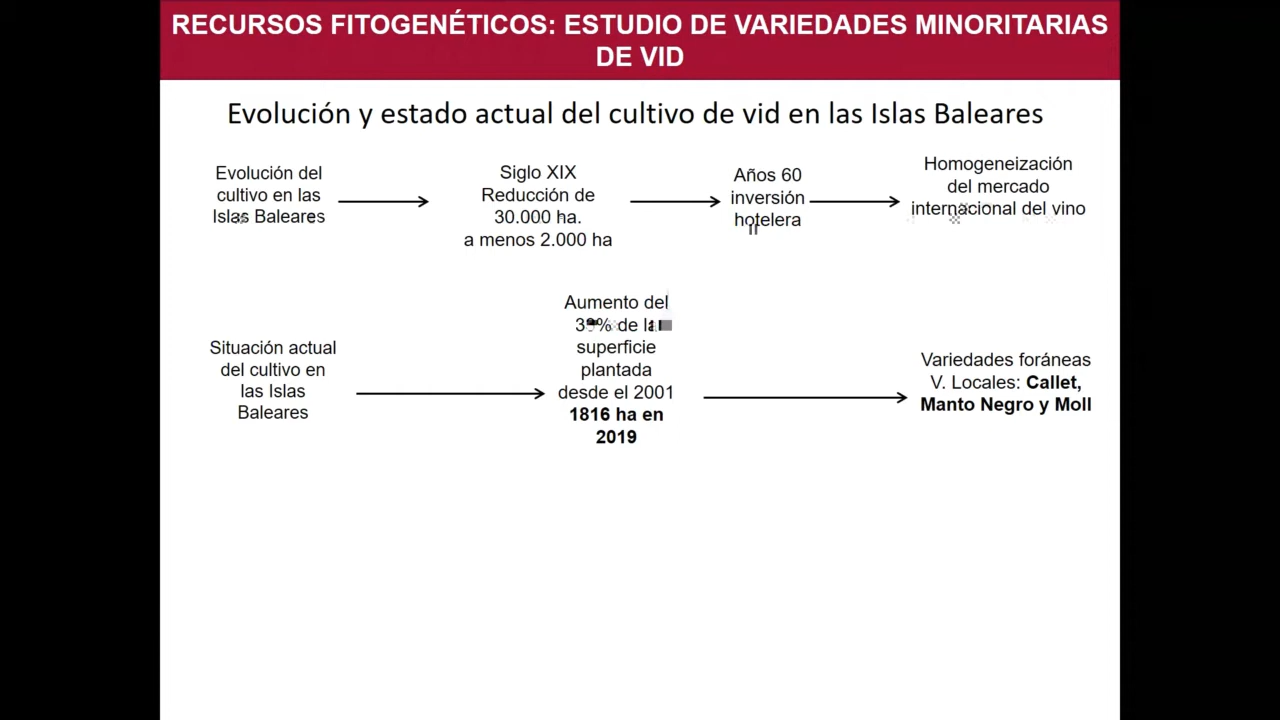 RECURSOS FITOGENÉTICOS: ESTUDIO DE VARIEDADES MINORITARIAS
DE VID
Evolución y estado actual del cultivo de vid en las Islas Baleares
Evolución del
cultivo en las
Islas Baleares
Siglo XIX
Reducción de
30.000 ha.
a menos 2.000 ha
Años 60
inversión
hotelera
Homogeneización
del mercado
internacional del vino
Situación actual
del cultivo en
las Islas
Baleares
Aumento del
de la
superficie
plantada
desde el 2001
1816 ha en
2019
Variedades foráneas
V. Locales: Callet,
Manto Negro y Moll